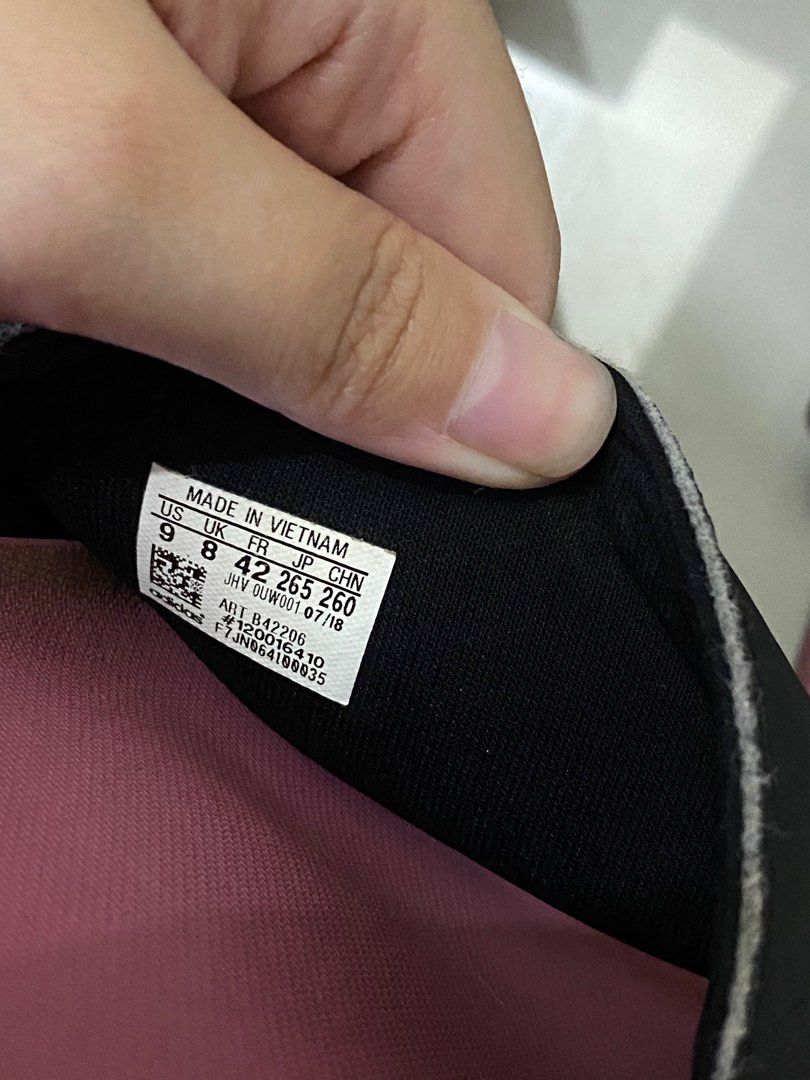 MADE IN VIETNAM
US UK FR JP CHN
9 8 42 265 260
JHV 0UW001 07/18
ART B42206
#120016410
adidas F7JN064100035